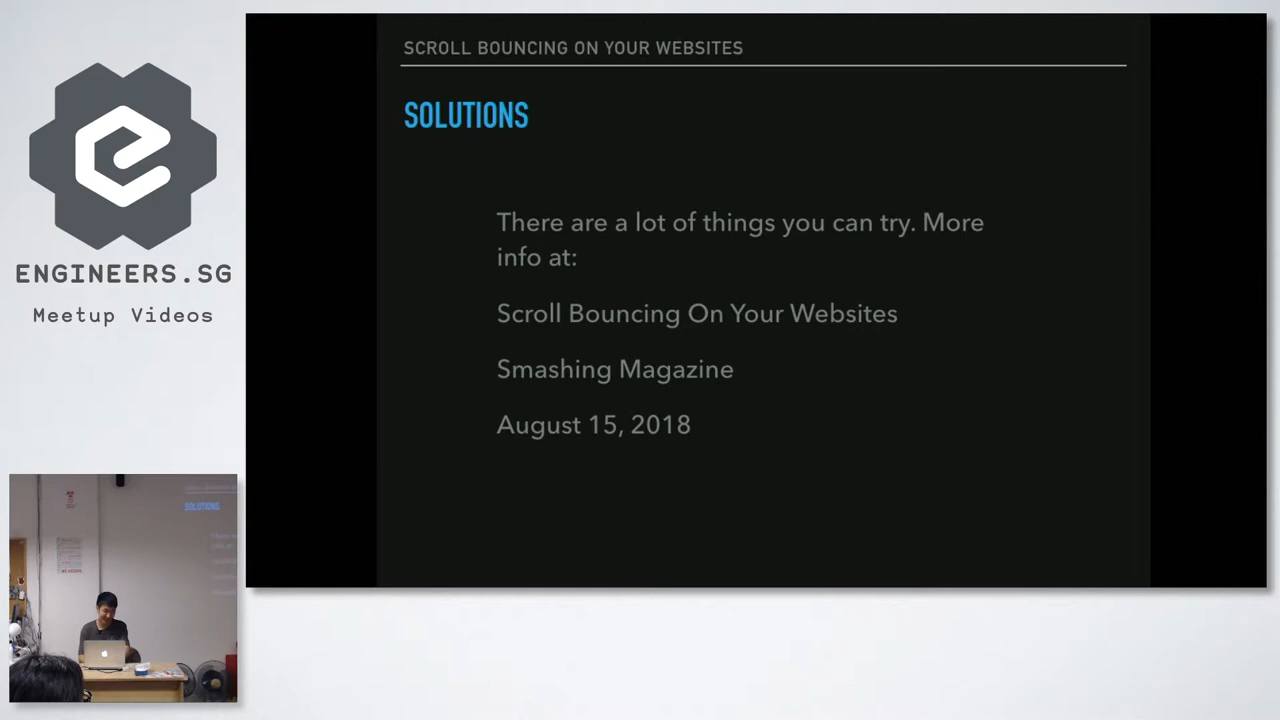 SCROLL BOUNCING ON YOUR WEBSITES
SOLUTIONS
There are a lot of things you can try. More
info at:
Scroll Bouncing On Your Websites
Smashing Magazine
August 15, 2018
ENGINEERS.SG
Meetup Videos
SOLUTIONS